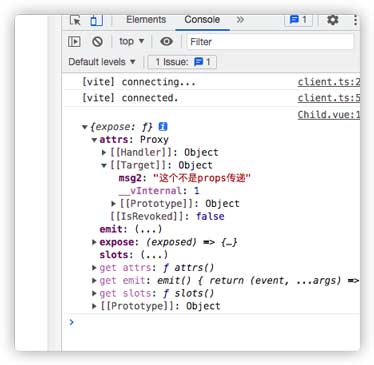 Elements Console » 1
top Filter
Default levels 1 Issue: 1
[vite] connecting... client.ts:2
[vite] connected. client.ts:5
Child.vue:1
{expose: ƒ} i
attrs: Proxy
[[Handler]]: Object
[[Target]]: Object
msg2: "这个不是props传递"
__vInternal: 1
[[Prototype]]: Object
[[IsRevoked]]: false
emit: (...)
expose: (exposed) => {…}
slots: (...)
get attrs: ƒ attrs()
get emit: emit() { return (event, ...args) =>
get slots: ƒ slots()
[[Prototype]]: Object